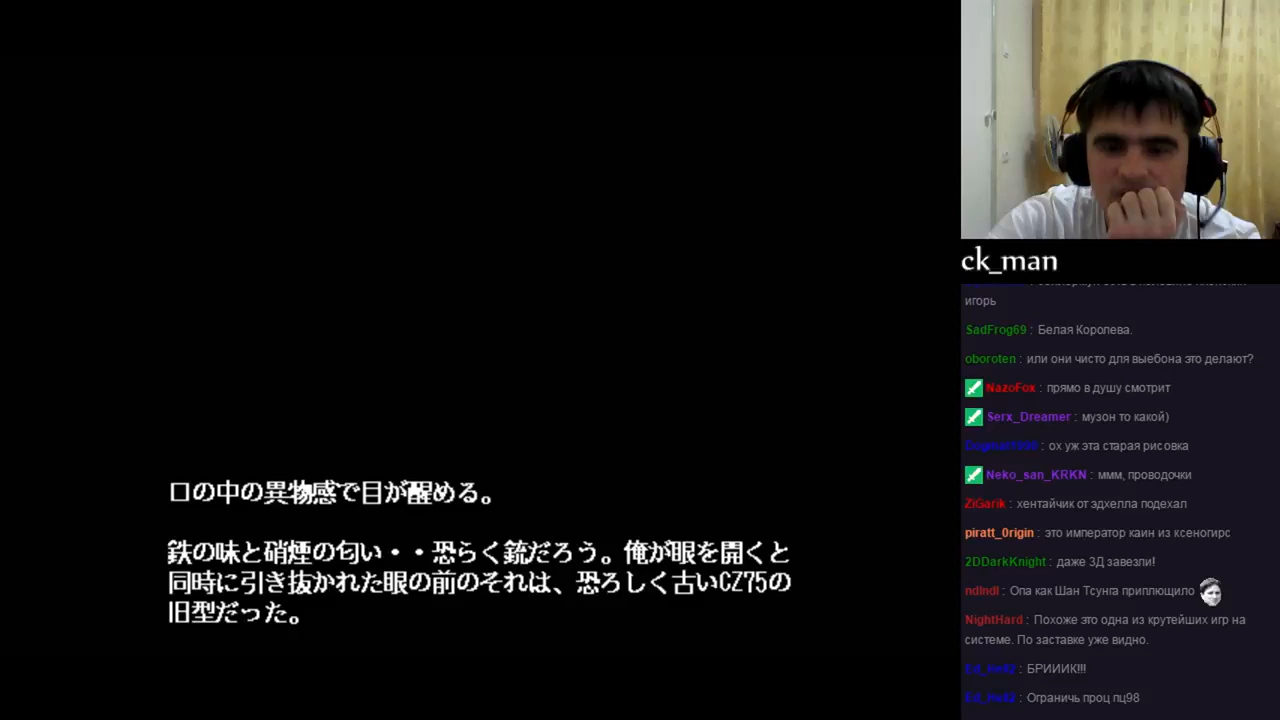 口の中の異物感で目が醒める。
鉄の味と硝煙の匂い・・恐らく銃だろう。俺が眼を開くと
同時に引き抜かれた眼の前のそれは、恐ろしく古いCZ75の
旧型だった。
ck_man
игорь
SadFrog69 : Белая Королева.
oboroten : или они чисто для выебона это делают?
NazoFox : прямо в душу смотрит
Serx_Dreamer : музон то какой)
ох уж эта старая рисовка
Neko_san_KRKN : ммм, проводочки
ZiGarik : хентайчик от эдхелла подехал
piratt_0rigin : это император каин из ксеногирс
2DDarkKnight : даже 3Д завезли!
ndIndI : Опа как Шан Тсунга приплющило
NightHard : Похоже это одна из крутейших игр на
системе. По заставке уже видно.
БРИИИК!!!
Ограничь проц пц98